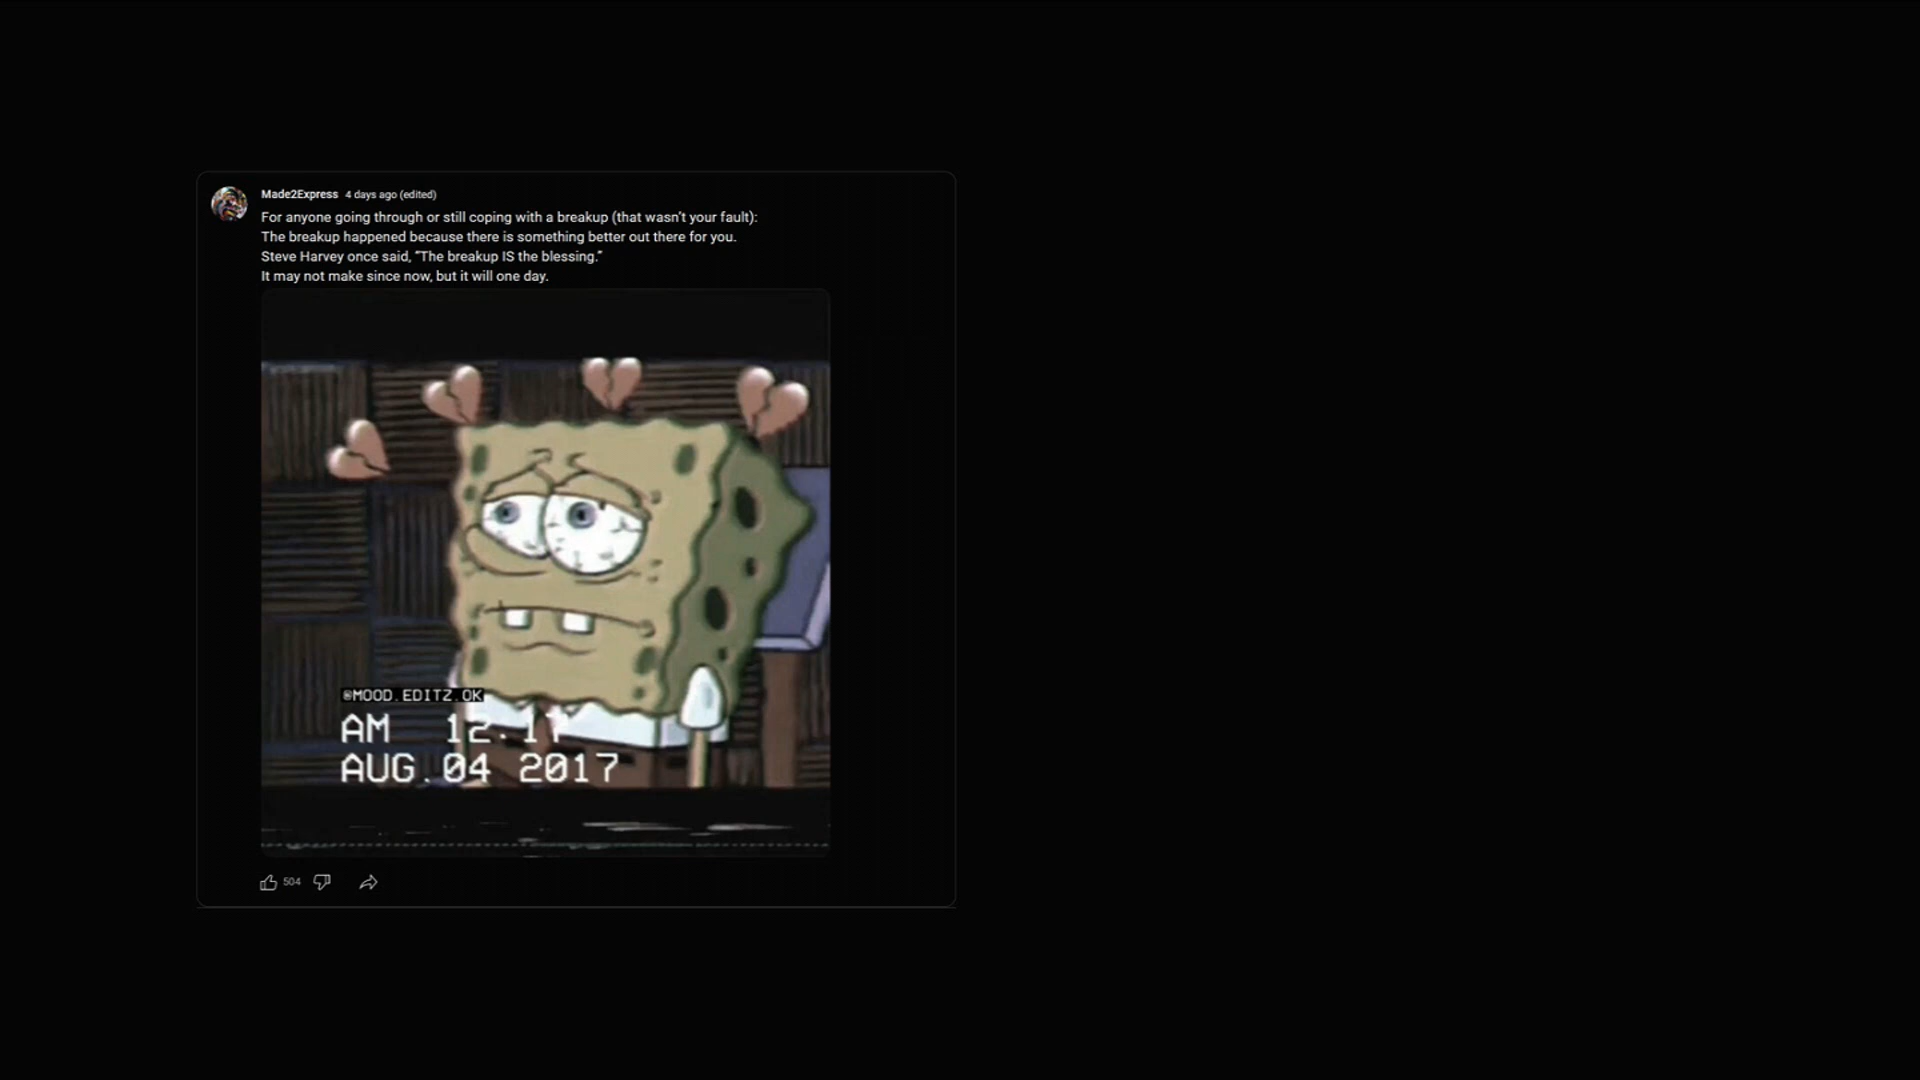 Made2Express 4 days ago (edited)
For anyone going through or still coping with a breakup (that wasn't your fault):
The breakup happened because there is something better out there for you.
Steve Harvey once said, "The breakup IS the blessing."
It may not make since now, but it will one day.
@MOOD.EDITZ.OK
AM 12.17
AUG.04 2017
504